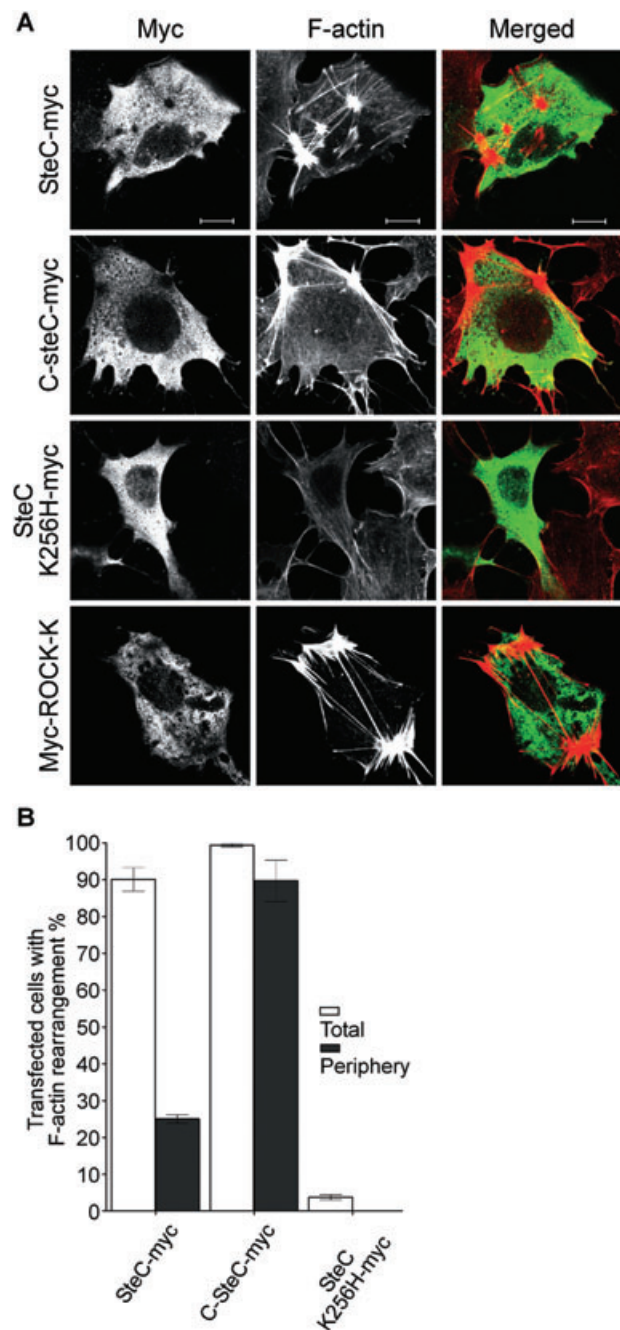 A
Myc F-actin Merged
SteC-myc
C-steC-myc
SteC
K256H-myc
Myc-ROCK-K
B
Transfected cells with
F-actin rearrangement %
100
90
80
70
60
50
40
30
20
10
0
Total
Periphery
SteC-myc
C-SteC-myc
SteC
K256H-myc